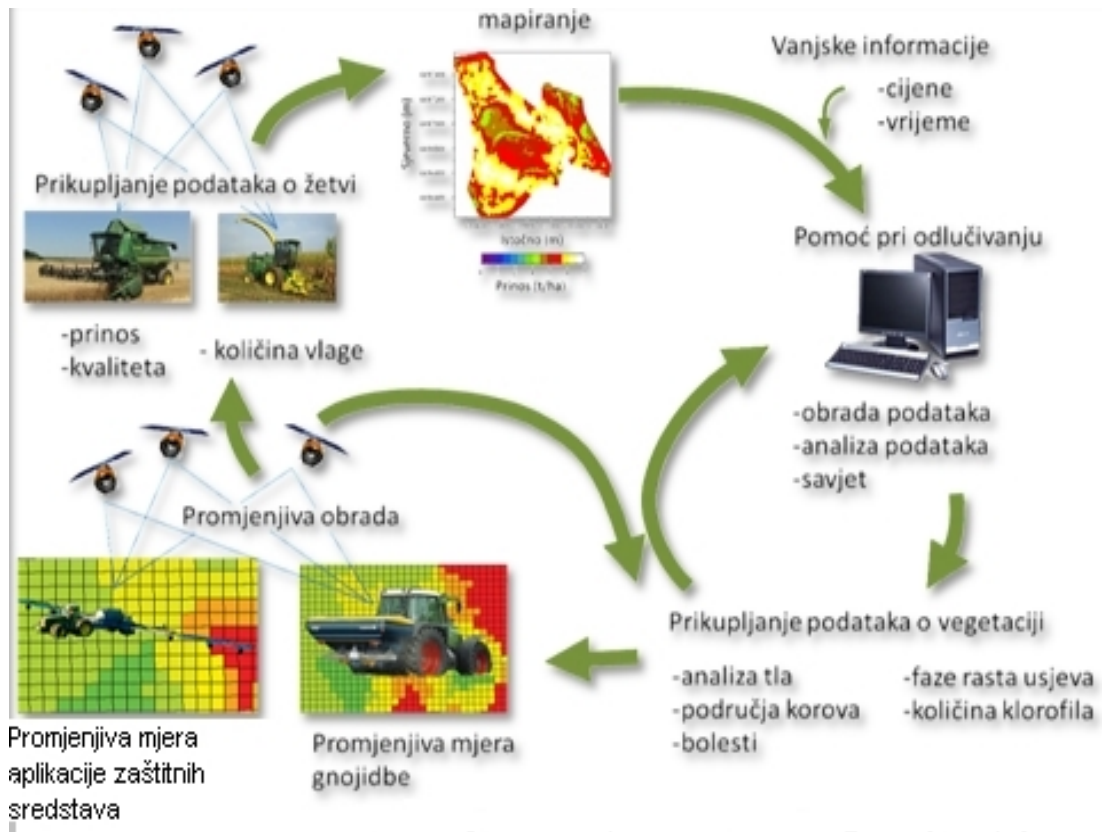 mapiranje
Vanjske informacije
-cijene
-vrijeme
Prikupljanje podataka o žetvi
Sjeverno (m)
Istočno (m)
Prinos (t/ha)
Pomoć pri odlučivanju
-prinos
-kvaliteta
- količina vlage
-obrada podataka
-analiza podataka
-savjet
Promjenjiva obrada
Prikupljanje podataka o vegetaciji
-analiza tla
-područja korova
-bolesti
-faze rasta usjeva
-količina klorofila
Promjenjiva mjera
aplikacije zaštitnih
sredstava
Promjenjiva mjera
gnojidbe